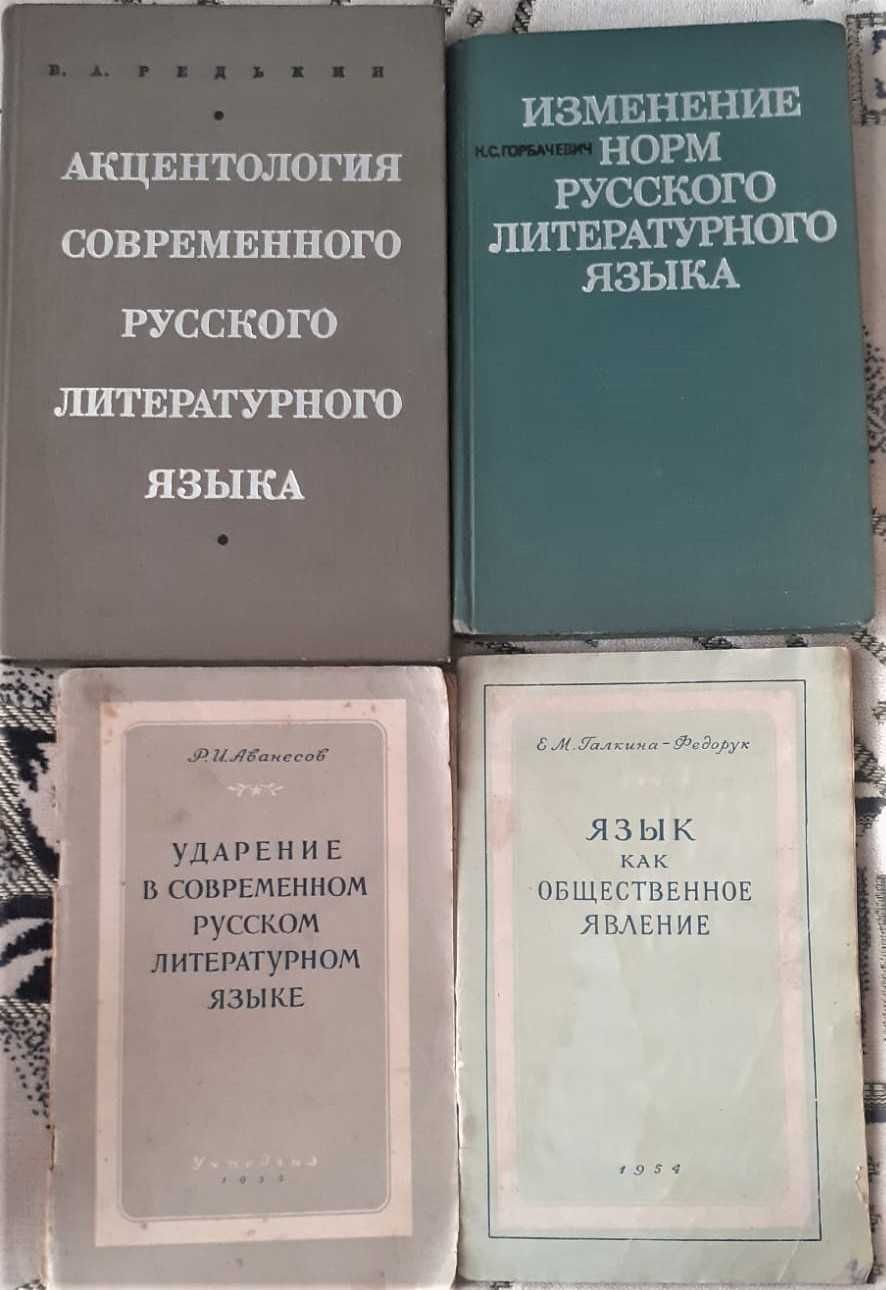 В. А. РЕДЬКИН
АКЦЕНТОЛОГИЯ
СОВРЕМЕННОГО
РУССКОГО
ЛИТЕРАТУРНОГО
ЯЗЫКА
ИЗМЕНЕНИЕ
К.С.ГОРБАЧЕВИЧ НОРМ
РУССКОГО
ЛИТЕРАТУРНОГО
ЯЗЫКА
Р.И.Аванесов
УДАРЕНИЕ
В СОВРЕМЕННОМ
РУССКОМ
ЛИТЕРАТУРНОМ
ЯЗЫКЕ
Учпедгиз
Е.М.Галкина-Федорук
ЯЗЫК
КАК
ОБЩЕСТВЕННОЕ
ЯВЛЕНИЕ
1954